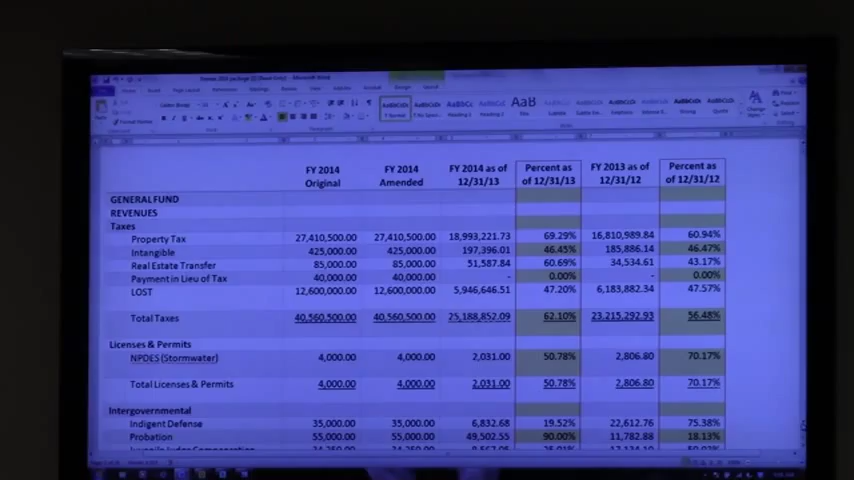 Microsoft Word
AaBbCcDc AaBbCcDc AaBbCc AaBbCc AaB
Title
Change
Styles
FY 2014 Original FY 2014 Amended FY 2014 as of 12/31/13 Percent as of 12/31/13 FY 2013 as of 12/31/12 Percent as of 12/31/12
GENERAL FUND
REVENUES
Taxes
Property Tax 27,410,500.00 27,410,500.00 18,993,221.73 69.29% 16,810,989.84 60.94%
Intangible 425,000.00 425,000.00 197,396.01 46.45% 185,886.14 46.47%
Real Estate Transfer 85,000.00 85,000.00 51,587.84 60.69% 34,534.61 43.17%
Payment in Lieu of Tax 40,000.00 40,000.00 - 0.00% - 0.00%
LOST 12,600,000.00 12,600,000.00 5,946,646.51 47.20% 6,183,882.34 47.57%
Total Taxes 40,560,500.00 40,560,500.00 25,188,852.09 62.10% 23,215,292.93 56.48%
Licenses & Permits
NPDES (Stormwater) 4,000.00 4,000.00 2,031.00 50.78% 2,806.80 70.17%
Total Licenses & Permits 4,000.00 4,000.00 2,031.00 50.78% 2,806.80 70.17%
Intergovernmental
Indigent Defense 35,000.00 35,000.00 6,832.68 19.52% 22,612.76 75.38%
Probation 55,000.00 55,000.00 49,502.55 90.00% 11,782.88 18.13%